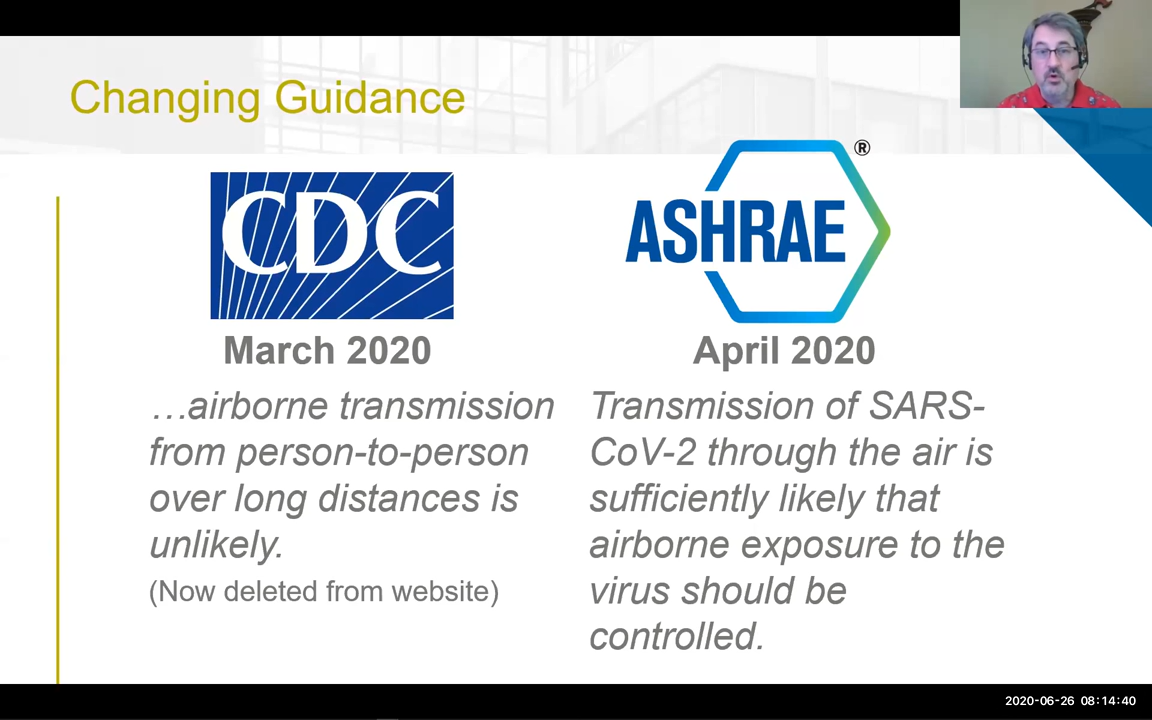 Changing Guidance
CDC
March 2020
…airborne transmission
from person-to-person
over long distances is
unlikely.
(Now deleted from website)
ASHRAE®
April 2020
Transmission of SARS-
CoV-2 through the air is
sufficiently likely that
airborne exposure to the
virus should be
controlled.
2020-06-26 08:14:40